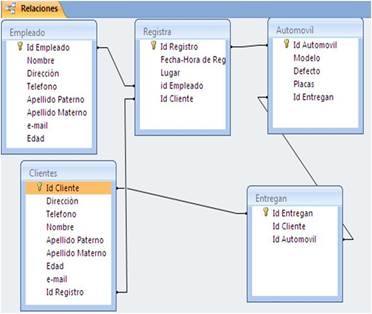 Relaciones
Empleado
Id Empleado
Nombre
Dirección
Telefono
Apellido Paterno
Apellido Materno
e-mail
Edad
Registra
Id Registro
Fecha-Hora de Reg
Lugar
id Empleado
Id Cliente
Automovil
Id Automovil
Modelo
Defecto
Placas
Id Entregan
Clientes
Id Cliente
Dirección
Telefono
Nombre
Apellido Paterno
Apellido Materno
Edad
e-mail
Id Registro
Entregan
Id Entregan
Id Cliente
Id Automovil